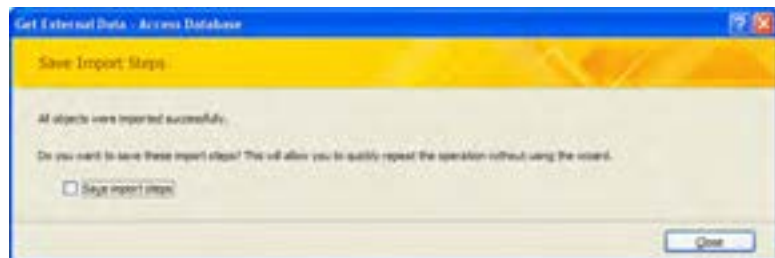 Get External Data - Access Database
Save Import Steps
All objects were imported successfully.
Do you want to save these import steps? This will allow you to quickly repeat the operation without using the wizard.
Save import steps
Close